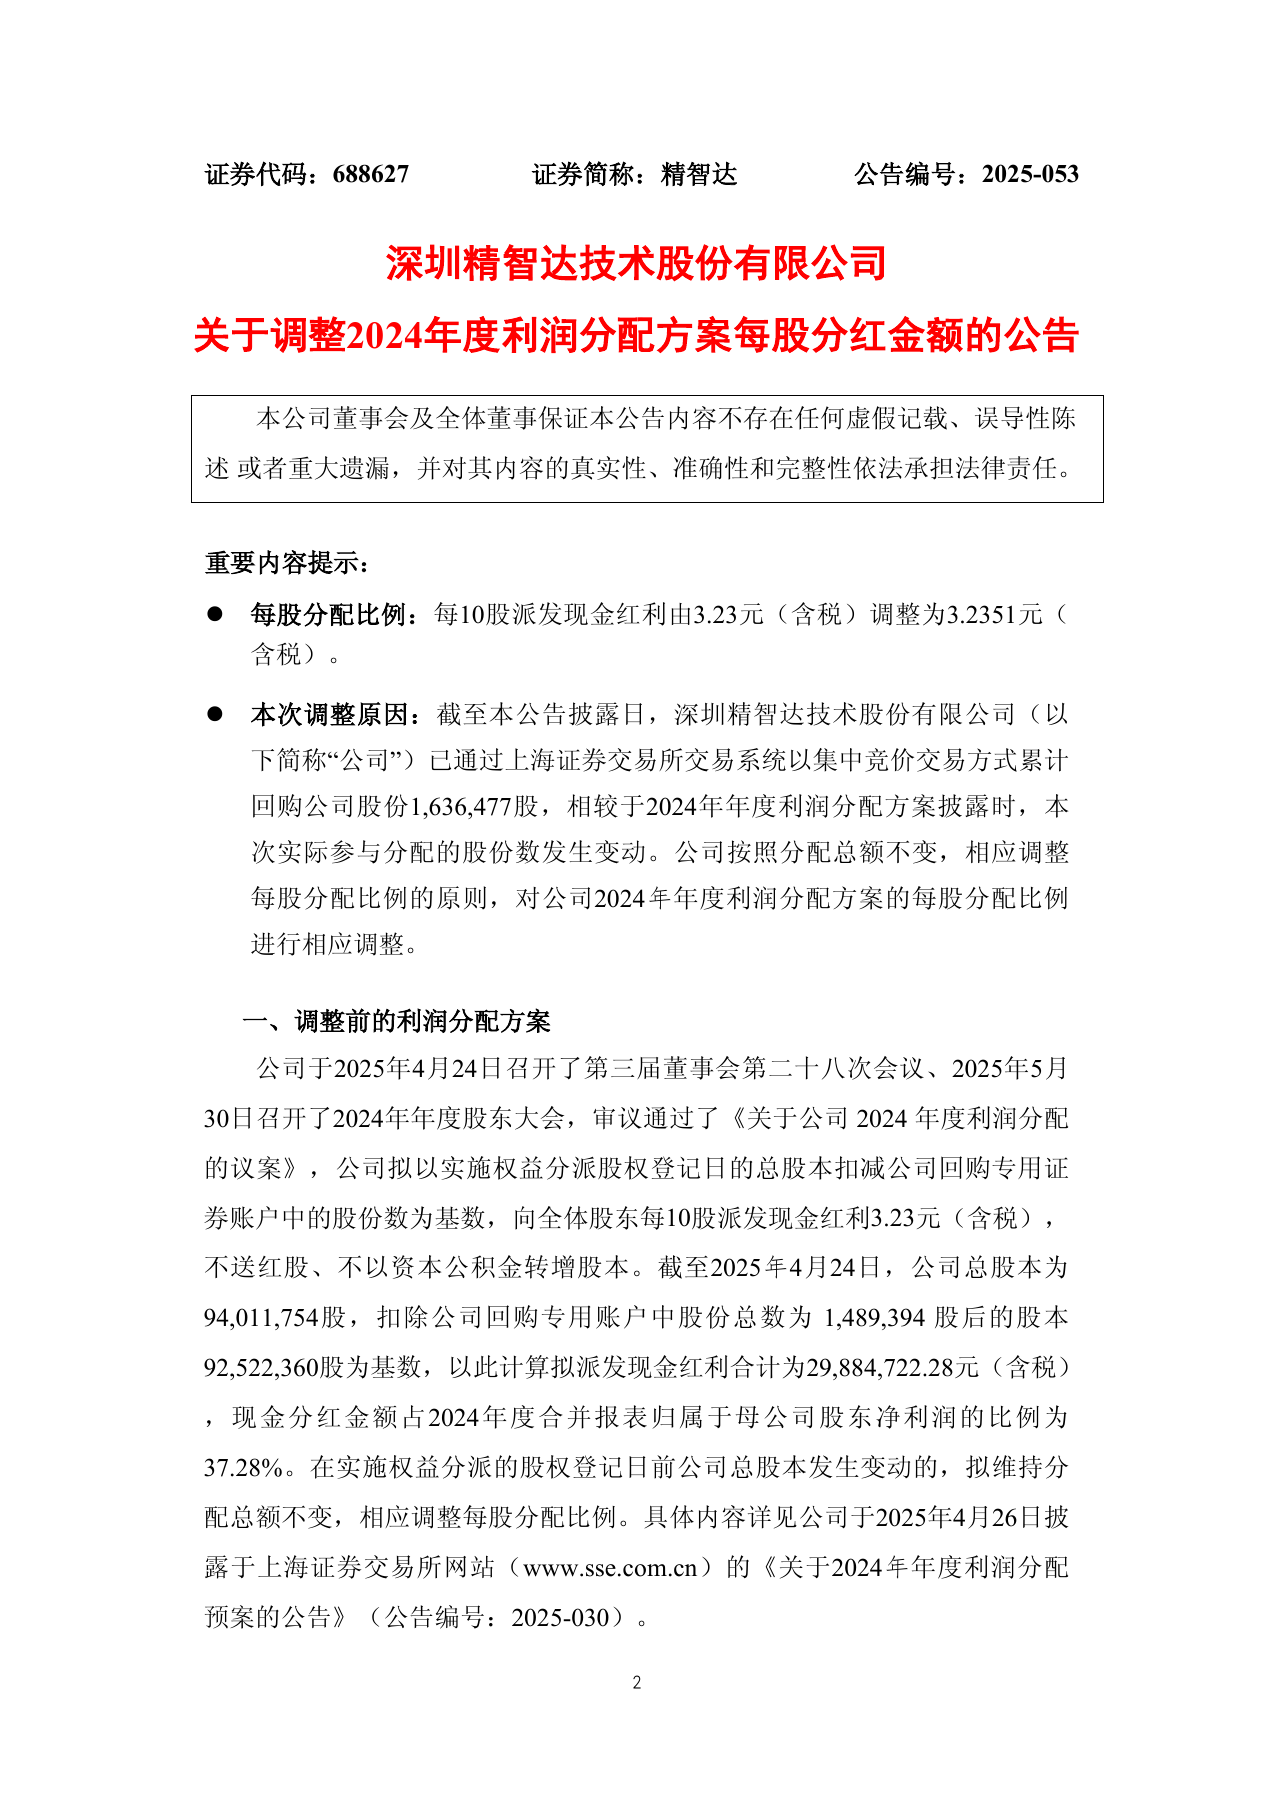 证券代码：688627 证券简称：精智达 公告编号：2025-053
深圳精智达技术股份有限公司
关于调整2024年度利润分配方案每股分红金额的公告
本公司董事会及全体董事保证本公告内容不存在任何虚假记载、误导性陈
述 或者重大遗漏，并对其内容的真实性、准确性和完整性依法承担法律责任。
重要内容提示：
● 每股分配比例：每10股派发现金红利由3.23元（含税）调整为3.2351元（
含税）。
● 本次调整原因：截至本公告披露日，深圳精智达技术股份有限公司（以
下简称“公司”）已通过上海证券交易所交易系统以集中竞价交易方式累计
回购公司股份1,636,477股，相较于2024年年度利润分配方案披露时，本
次实际参与分配的股份数发生变动。公司按照分配总额不变，相应调整
每股分配比例的原则，对公司2024年年度利润分配方案的每股分配比例
进行相应调整。
一、调整前的利润分配方案
公司于2025年4月24日召开了第三届董事会第二十八次会议、2025年5月
30日召开了2024年年度股东大会，审议通过了《关于公司 2024 年度利润分配
的议案》，公司拟以实施权益分派股权登记日的总股本扣减公司回购专用证
券账户中的股份数为基数，向全体股东每10股派发现金红利3.23元（含税），
不送红股、不以资本公积金转增股本。截至2025年4月24日，公司总股本为
94,011,754股，扣除公司回购专用账户中股份总数为 1,489,394 股后的股本
92,522,360股为基数，以此计算拟派发现金红利合计为29,884,722.28元（含税）
，现金分红金额占2024年度合并报表归属于母公司股东净利润的比例为
37.28%。在实施权益分派的股权登记日前公司总股本发生变动的，拟维持分
配总额不变，相应调整每股分配比例。具体内容详见公司于2025年4月26日披
露于上海证券交易所网站（www.sse.com.cn）的《关于2024年年度利润分配
预案的公告》（公告编号：2025-030）。
2